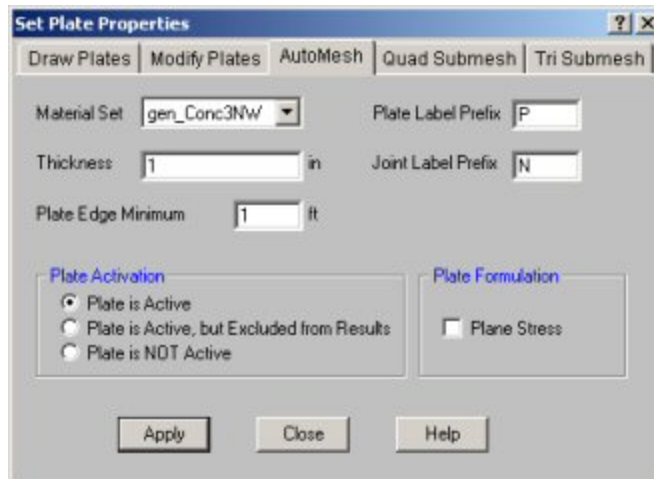 Set Plate Properties
Draw Plates Modify Plates AutoMesh Quad Submesh Tri Submesh
Material Set gen_Conc3NW Plate Label Prefix P
Thickness 1 in Joint Label Prefix N
Plate Edge Minimum 1 ft
Plate Activation Plate Formulation
Plate is Active
Plate is Active, but Excluded from Results Plane Stress
Plate is NOT Active
Apply Close Help